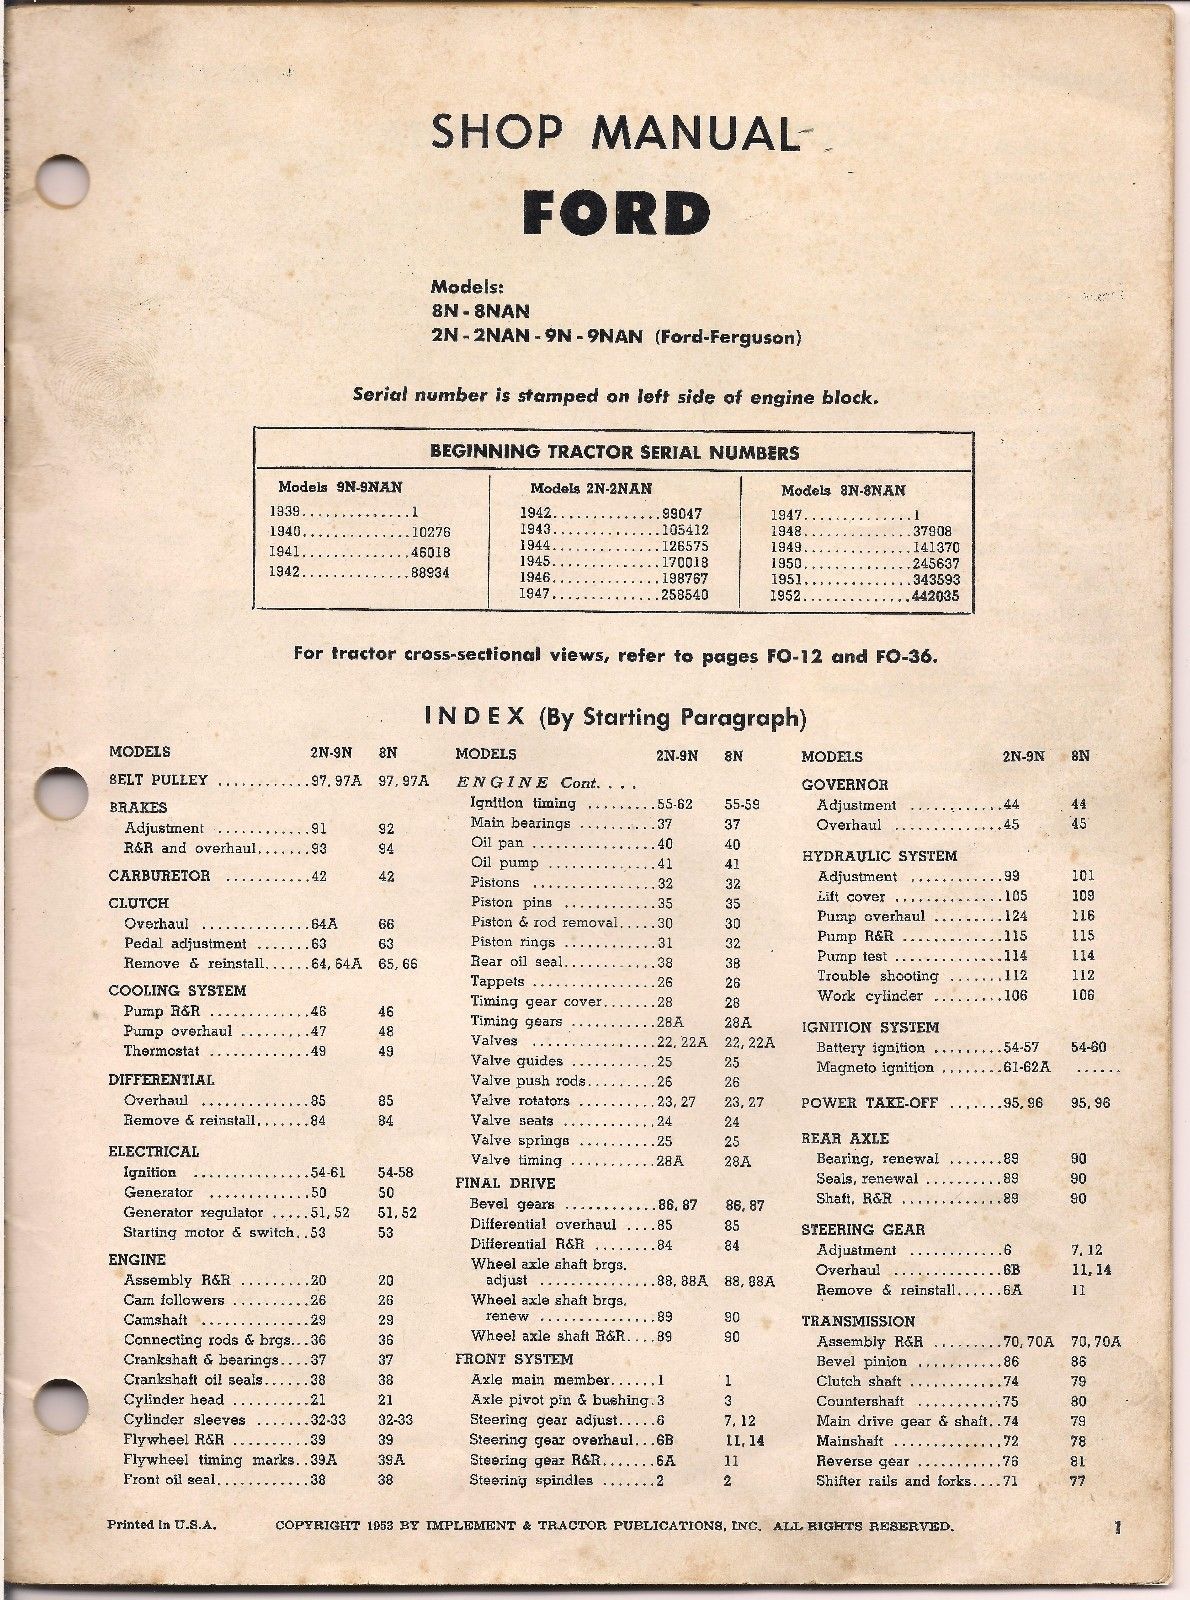 SHOP MANUAL
FORD
Models:
8N - 8NAN
2N - 2NAN - 9N - 9NAN (Ford-Ferguson)
Serial number is stamped on left side of engine block.
BEGINNING TRACTOR SERIAL NUMBERS
Models 9N-9NAN
1939..............1
1940..............10276
1941..............46018
1942..............88934
Models 2N-2NAN
1942..............99047
1943..............105412
1944..............126575
1945..............170018
1946..............198767
1947..............258540
Models 8N-8NAN
1947..............1
1948..............37908
1949..............141370
1950..............245637
1951..............343593
1952..............442035
For tractor cross-sectional views, refer to pages FO-12 and FO-36.
INDEX (By Starting Paragraph)
MODELS 2N-9N 8N
BELT PULLEY ............97, 97A 97, 97A
BRAKES
Adjustment ............91 92
R&R and overhaul.......93 94
CARBURETOR ...........42 42
CLUTCH
Overhaul ..............64A 66
Pedal adjustment .......63 63
Remove & reinstall......64, 64A 65, 66
COOLING SYSTEM
Pump R&R .............46 46
Pump overhaul .........47 48
Thermostat .............49 49
DIFFERENTIAL
Overhaul ..............85 85
Remove & reinstall.......84 84
ELECTRICAL
Ignition ...............54-61 54-58
Generator .............50 50
Generator regulator .....51, 52 51, 52
Starting motor & switch..53 53
ENGINE
Assembly R&R .........20 20
Cam followers ..........26 26
Camshaft ..............29 29
Connecting rods & brgs...36 36
Crankshaft & bearings....37 37
Crankshaft oil seals......38 38
Cylinder head ..........21 21
Cylinder sleeves .......32-33 32-33
Flywheel R&R ..........39 39
Flywheel timing marks..39A 39A
Front oil seal............38 38
MODELS 2N-9N 8N
ENGINE Cont. . . .
Ignition timing .........55-62 55-59
Main bearings ..........37 37
Oil pan ................40 40
Oil pump ..............41 41
Pistons ................32 32
Piston pins ............35 35
Piston & rod removal.....30 30
Piston rings ............31 32
Rear oil seal............38 38
Tappets ................26 26
Timing gear cover.......28 28
Timing gears ...........28A 28A
Valves ................22, 22A 22, 22A
Valve guides ...........25 25
Valve push rods.........26 26
Valve rotators ..........23, 27 23, 27
Valve seats ............24 24
Valve springs ..........25 25
Valve timing ...........28A 28A
FINAL DRIVE
Bevel gears ............86, 87 86, 87
Differential overhaul ....85 85
Differential R&R ........84 84
Wheel axle shaft brgs.
adjust ...............88, 88A 88, 88A
Wheel axle shaft brgs.
renew ...............89 90
Wheel axle shaft R&R....89 90
FRONT SYSTEM
Axle main member......1 1
Axle pivot pin & bushing.3 3
Steering gear adjust.....6 7, 12
Steering gear overhaul...6B 11, 14
Steering gear R&R.......6A 11
Steering spindles .......2 2
MODELS 2N-9N 8N
GOVERNOR
Adjustment ............44 44
Overhaul ..............45 45
HYDRAULIC SYSTEM
Adjustment ............99 101
Lift cover ..............105 109
Pump overhaul .........124 116
Pump R&R .............115 115
Pump test ..............114 114
Trouble shooting .......112 112
Work cylinder .........106 106
IGNITION SYSTEM
Battery ignition .........54-57 54-60
Magneto ignition ........61-62A ......
POWER TAKE-OFF .......95, 96 95, 96
REAR AXLE
Bearing, renewal .......89 90
Seals, renewal ..........89 90
Shaft, R&R .............89 90
STEERING GEAR
Adjustment ............6 7, 12
Overhaul ..............6B 11, 14
Remove & reinstall......6A 11
TRANSMISSION
Assembly R&R .........70, 70A 70, 70A
Bevel pinion ...........86 86
Clutch shaft ............74 79
Countershaft ...........75 80
Main drive gear & shaft..74 79
Mainshaft ..............72 78
Reverse gear ...........76 81
Shifter rails and forks....71 77
Printed in U.S.A. COPYRIGHT 1953 BY IMPLEMENT & TRACTOR PUBLICATIONS, INC. ALL RIGHTS RESERVED. 1